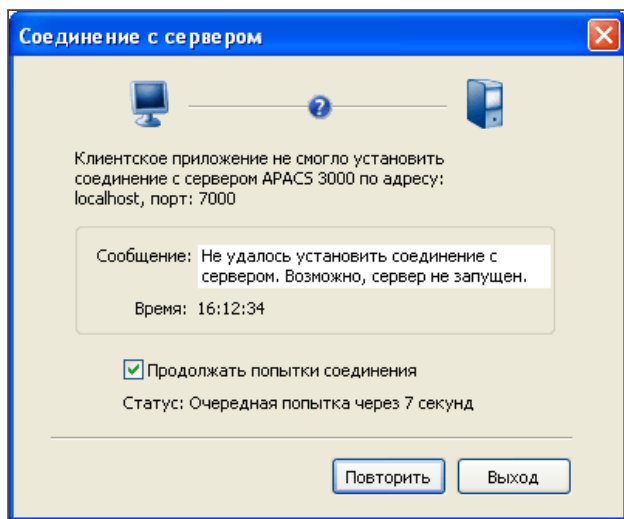 Соединение с сервером
Клиентское приложение не смогло установить
соединение с сервером APACS 3000 по адресу:
localhost, порт: 7000
Сообщение: Не удалось установить соединение с
сервером. Возможно, сервер не запущен.
Время: 16:12:34
Продолжать попытки соединения
Статус: Очередная попытка через 7 секунд
Повторить Выход